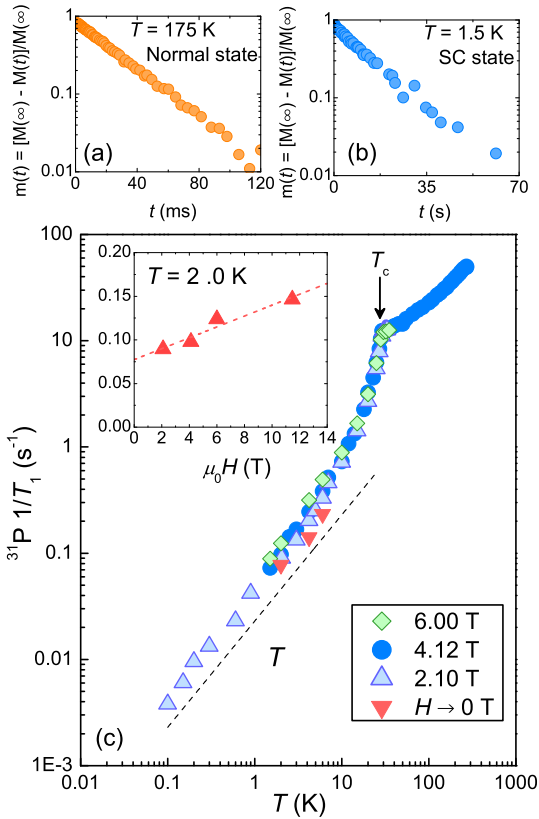 m(t) = [M(∞) - M(t)]/M(∞)
1
0.1
0.01
T = 175 K
Normal state
(a)
0 40 80 120
t (ms)
m(t) = [M(∞) - M(t)]/M(∞)
1
0.1
0.01
T = 1.5 K
SC state
(b)
0 35 70
t (s)
³¹P 1/T₁ (s⁻¹)
100
10
1
0.1
0.01
1E-3
0.20
0.15
0.10
0.05
0.00
T = 2 .0 K
0 2 4 6 8 10 12 14
μ₀H (T)
T_c
T
6.00 T
4.12 T
2.10 T
H → 0 T
(c)
0.01 0.1 1 10 100 1000
T (K)